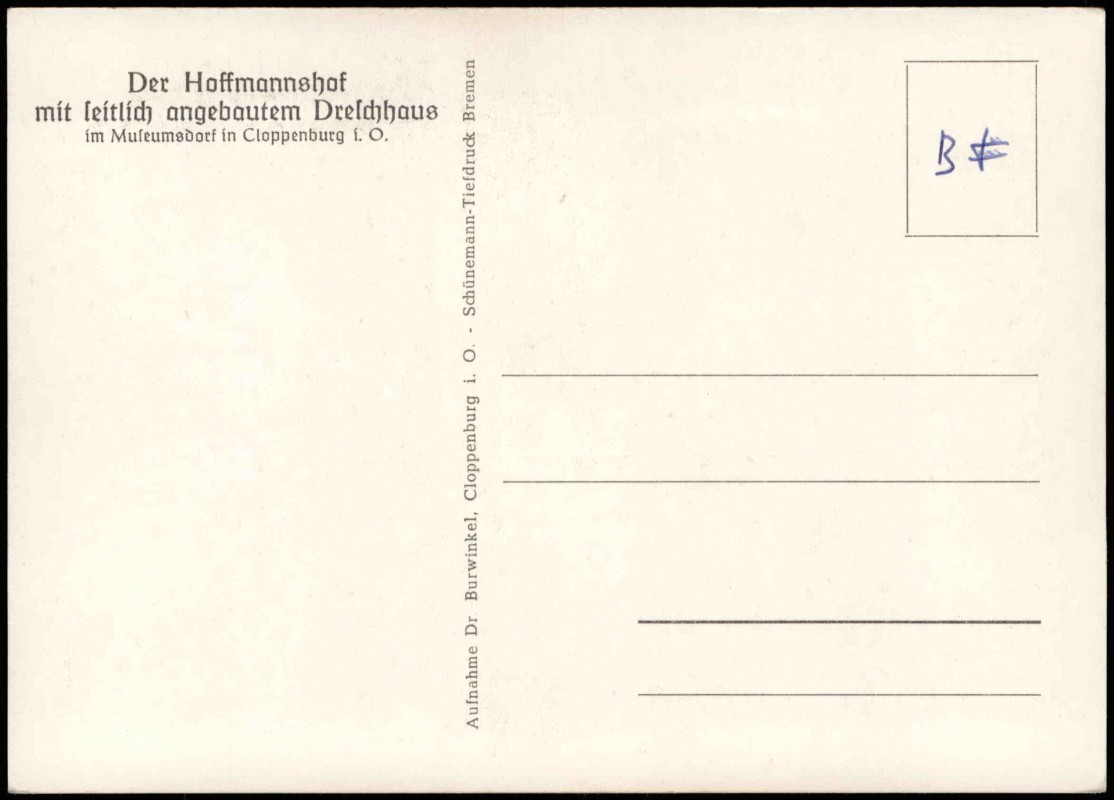 Der Hoffmannshof
mit seitlich angebautem Dreschhaus
im Museumsdorf in Cloppenburg i. O.
Aufnahme Dr. Burwinkel, Cloppenburg i. O. - Schünemann-Tiefdruck Bremen
B